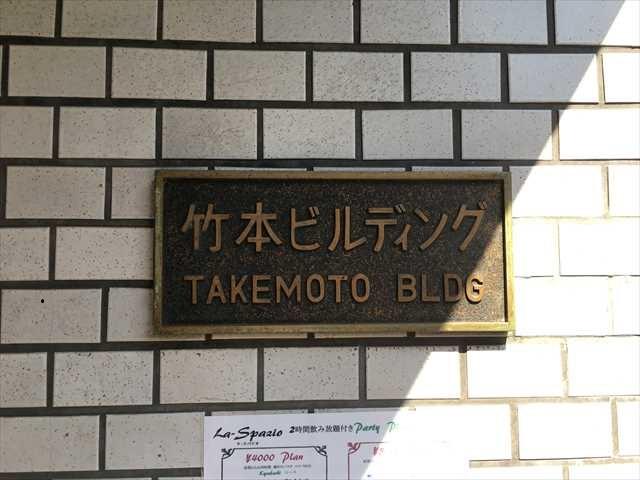 竹本ビルディング
TAKEMOTO BLDG
La-Spazio 2時間飲み放題付き Party
¥4000 Plan